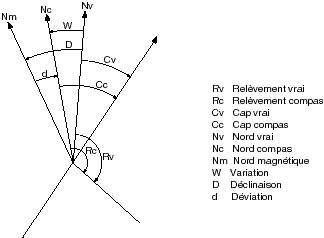 Nv
Nc
Nm
W
D
Cv
d
Cc
Rc
Rv
Rv Relèvement vrai
Rc Relèvement compas
Cv Cap vrai
Cc Cap compas
Nv Nord vrai
Nc Nord compas
Nm Nord magnétique
W Variation
D Déclinaison
d Déviation